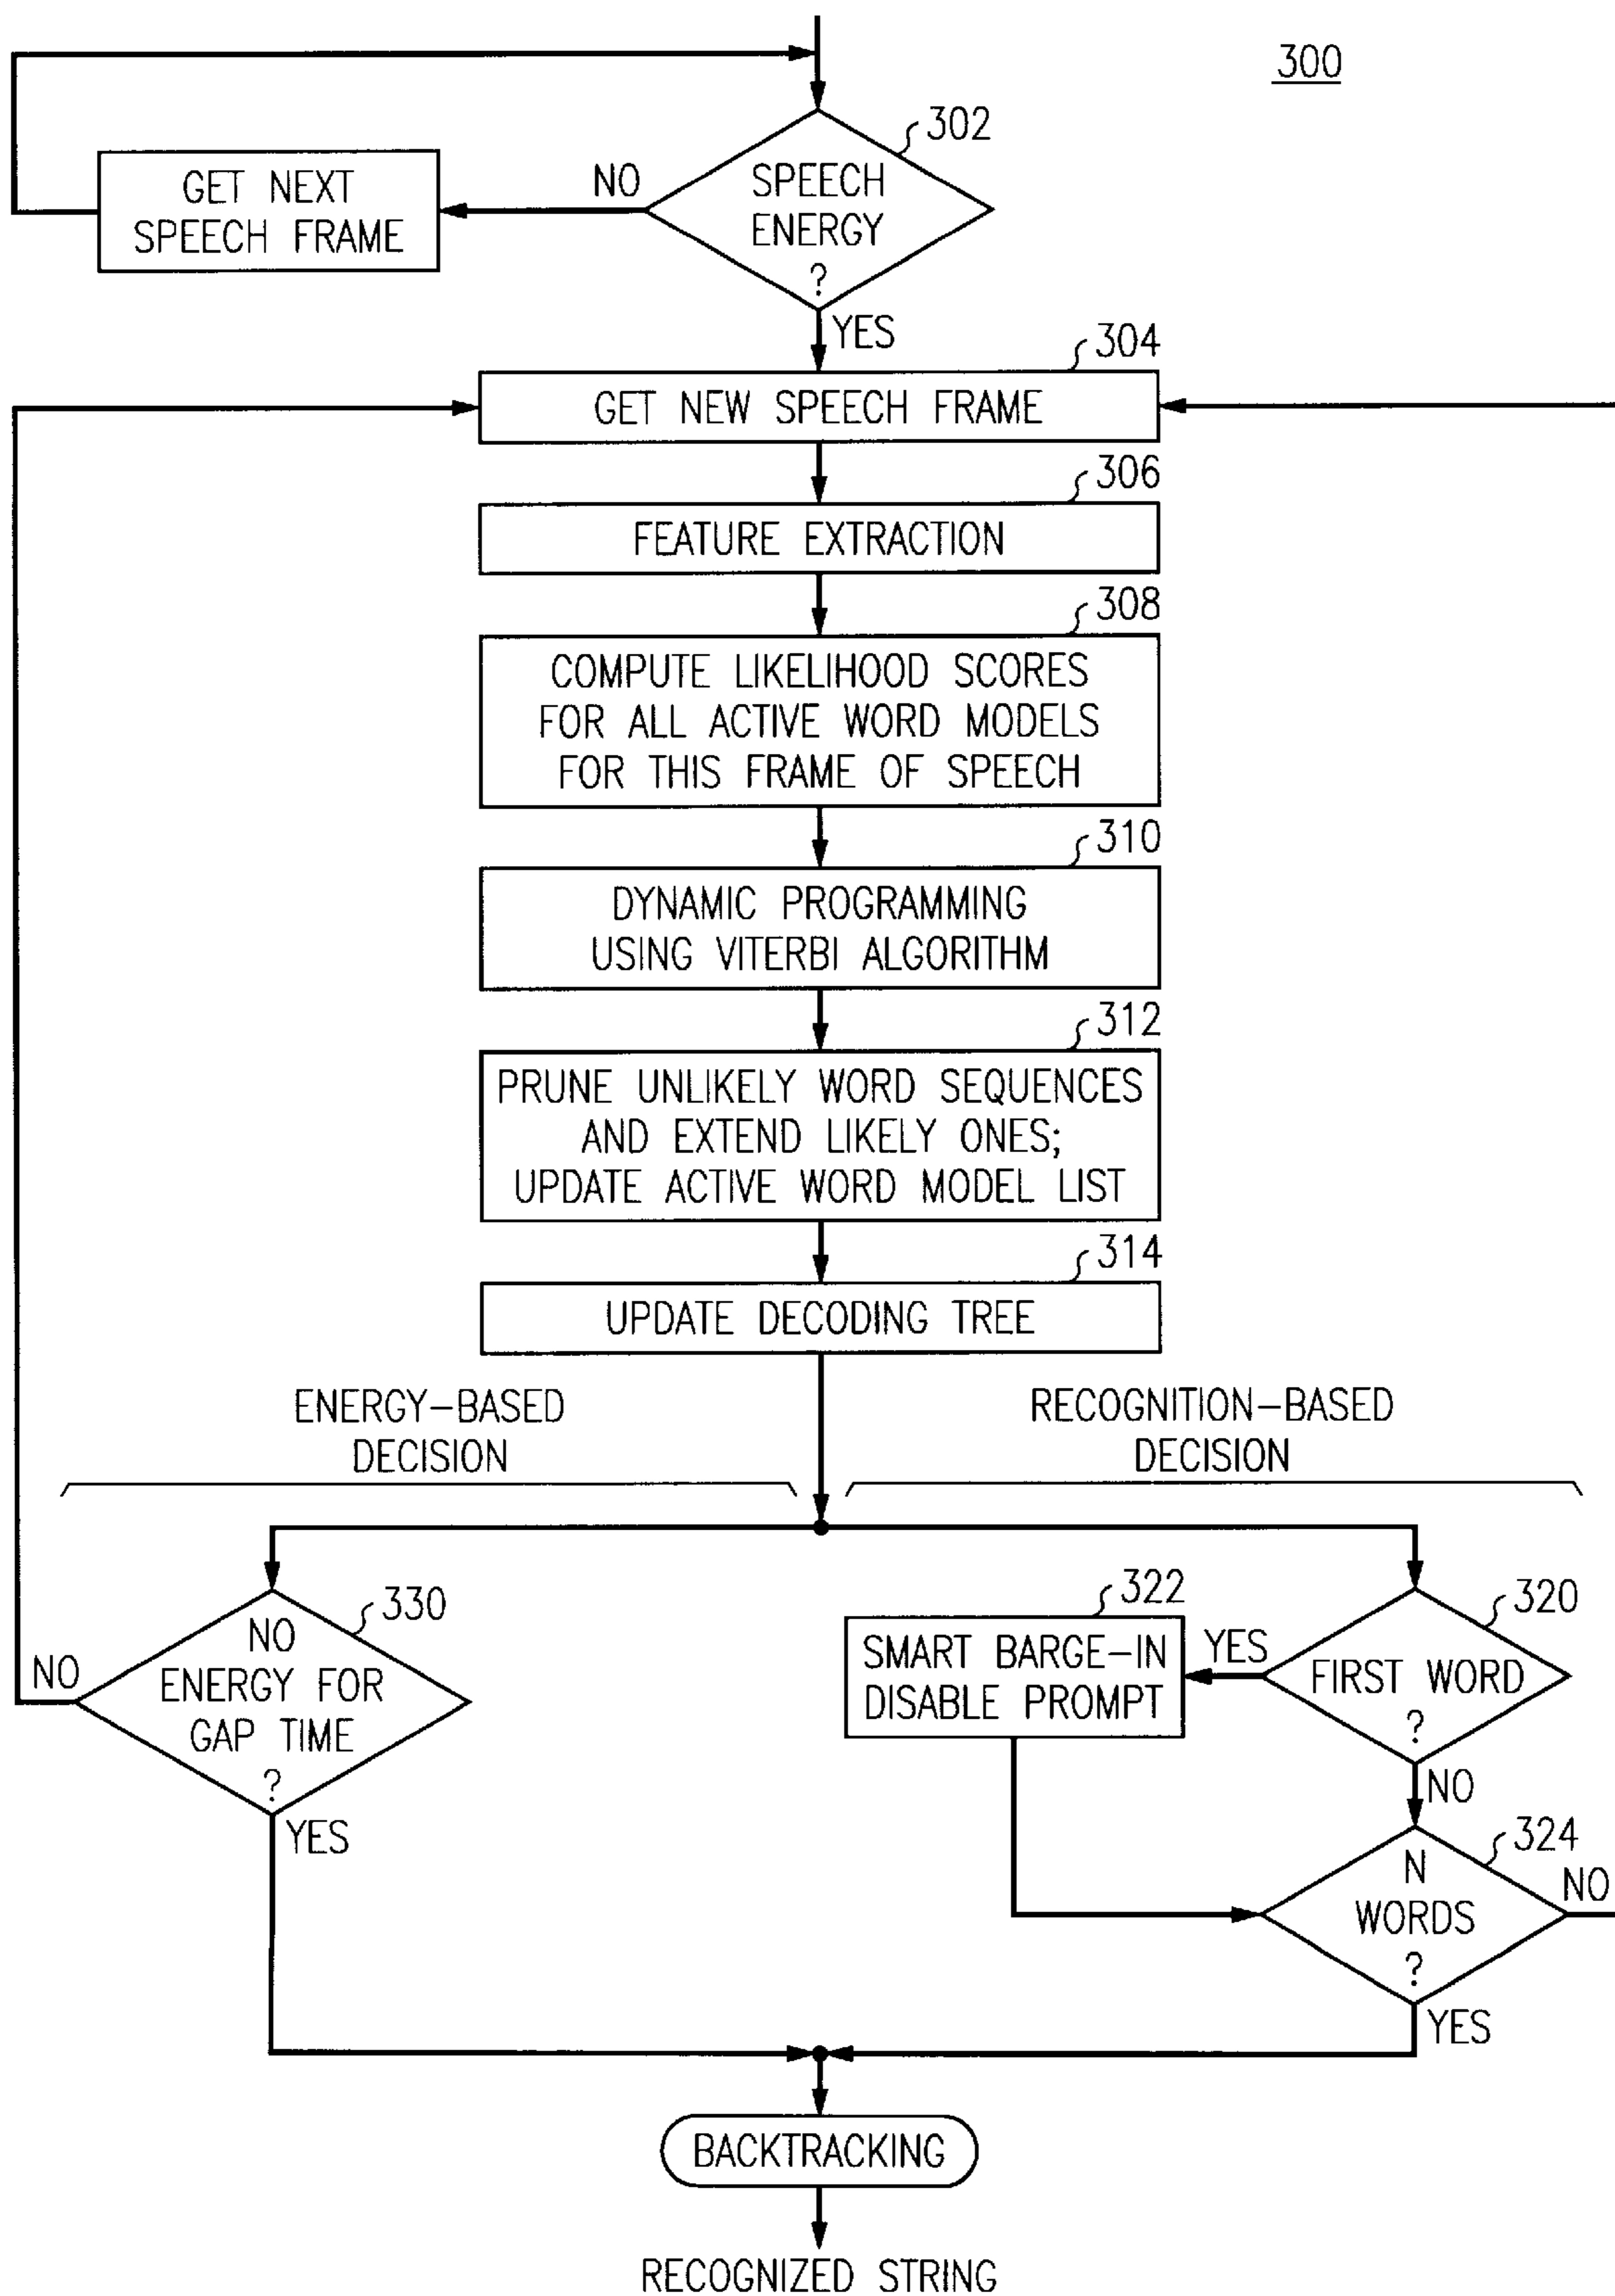 300
302
SPEECH
ENERGY
?
NO
GET NEXT
SPEECH FRAME
YES
304
GET NEW SPEECH FRAME
306
FEATURE EXTRACTION
308
COMPUTE LIKELIHOOD SCORES
FOR ALL ACTIVE WORD MODELS
FOR THIS FRAME OF SPEECH
310
DYNAMIC PROGRAMMING
USING VITERBI ALGORITHM
312
PRUNE UNLIKELY WORD SEQUENCES
AND EXTEND LIKELY ONES;
UPDATE ACTIVE WORD MODEL LIST
314
UPDATE DECODING TREE
ENERGY-BASED
DECISION
RECOGNITION-BASED
DECISION
330
NO
ENERGY FOR
GAP TIME
?
NO
YES
320
FIRST WORD
?
YES
322
SMART BARGE-IN
DISABLE PROMPT
NO
324
N
WORDS
?
NO
YES
BACKTRACKING
RECOGNIZED STRING